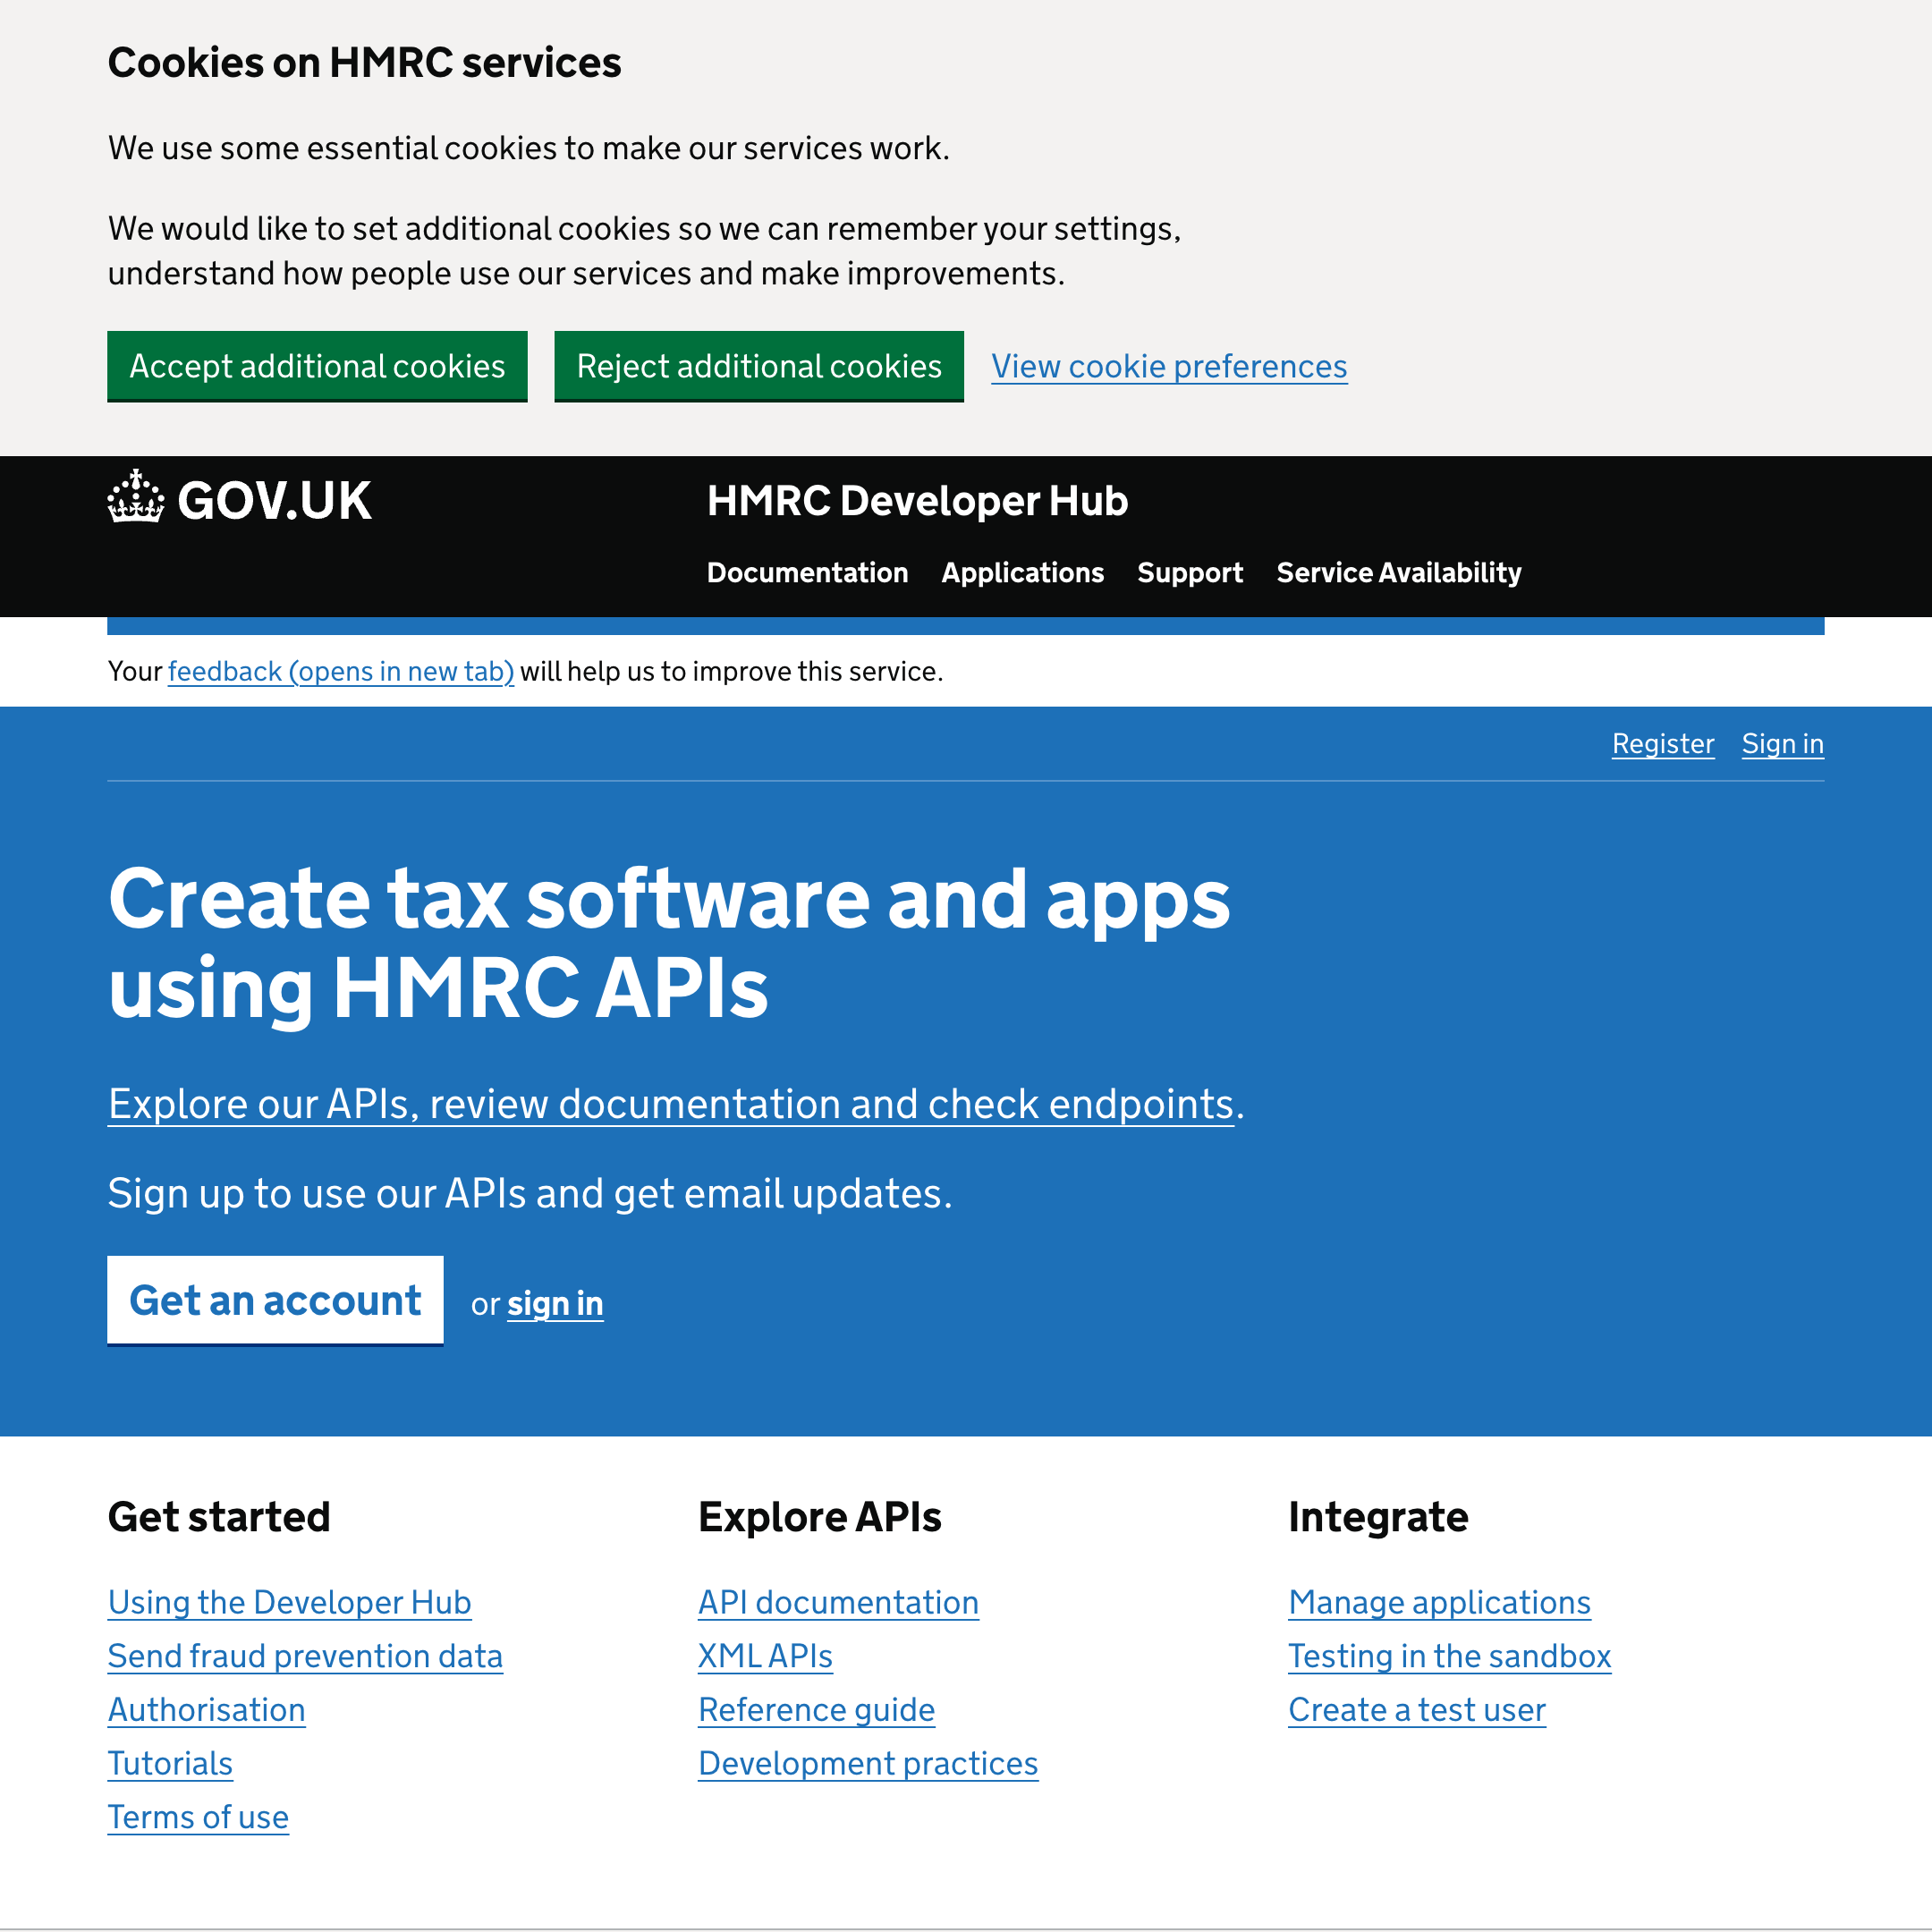 Cookies on HMRC services
We use some essential cookies to make our services work.
We would like to set additional cookies so we can remember your settings,
understand how people use our services and make improvements.
Accept additional cookies Reject additional cookies View cookie preferences
GOV.UK HMRC Developer Hub
Documentation Applications Support Service Availability
Your feedback (opens in new tab) will help us to improve this service.
Register Sign in
Create tax software and apps
using HMRC APIs
Explore our APIs, review documentation and check endpoints.
Sign up to use our APIs and get email updates.
Get an account or sign in
Get started
Using the Developer Hub
Send fraud prevention data
Authorisation
Tutorials
Terms of use
Explore APIs
API documentation
XML APIs
Reference guide
Development practices
Integrate
Manage applications
Testing in the sandbox
Create a test user